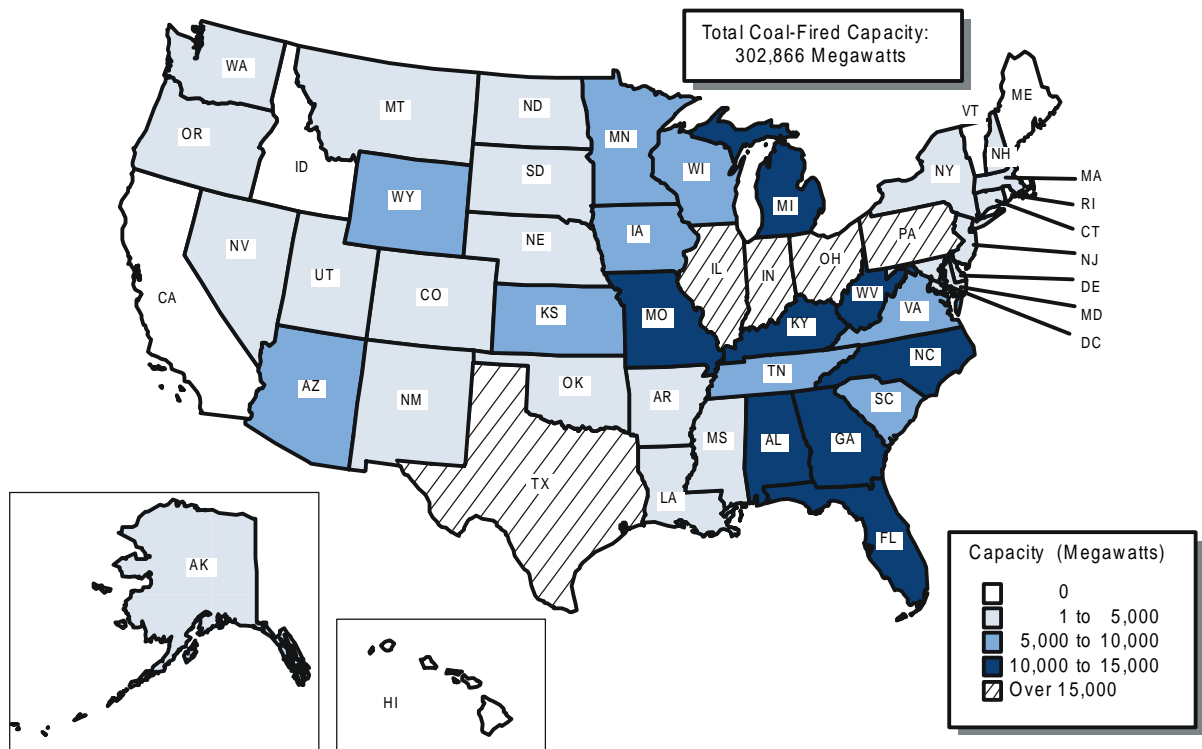 Total Coal-Fired Capacity:
302,866 Megawatts
WA
MT
ND
MN
VT
ME
OR
ID
SD
WI
NH
NY
MA
WY
MI
RI
NV
NE
IA
PA
CT
UT
CO
IL
IN
OH
NJ
CA
KS
MO
WV
DE
KY
VA
MD
DC
AZ
NM
OK
TN
NC
AR
SC
MS
AL
GA
TX
LA
FL
AK
HI
Capacity (Megawatts)
0
1 to 5,000
5,000 to 10,000
10,000 to 15,000
Over 15,000